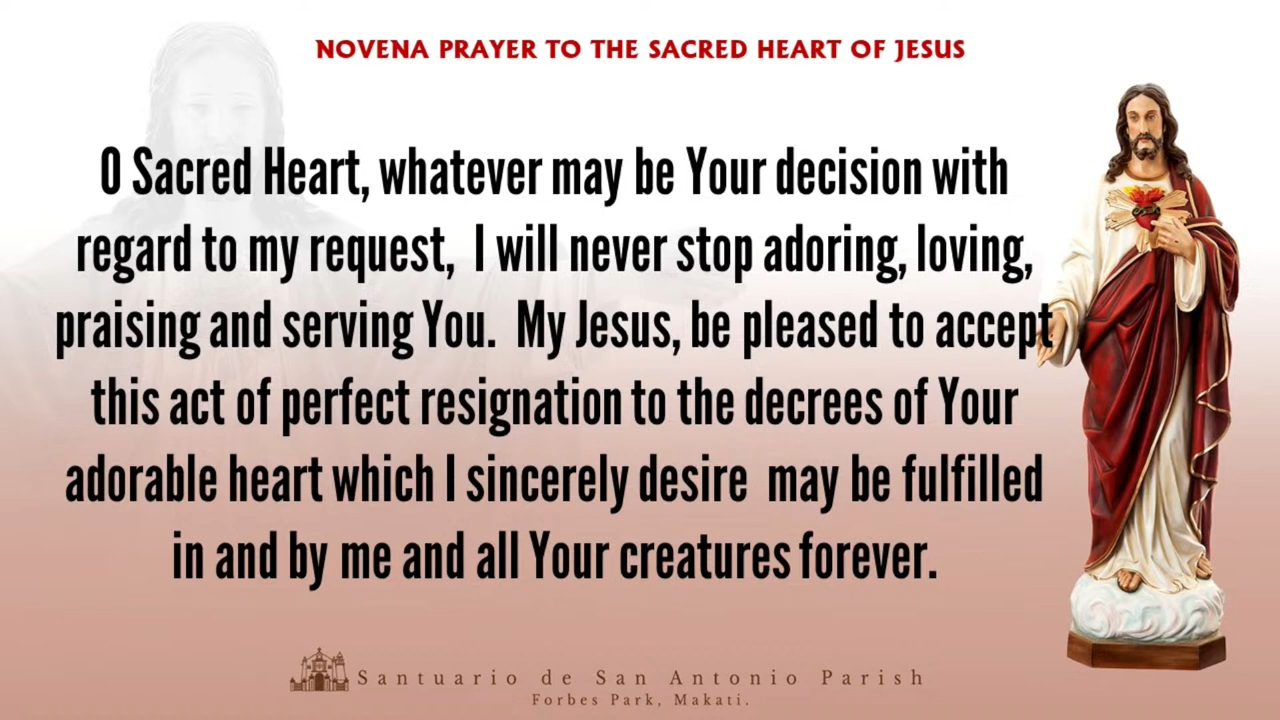 NOVENA PRAYER TO THE SACRED HEART OF JESUS
O Sacred Heart, whatever may be Your decision with
regard to my request, I will never stop adoring, loving,
praising and serving You. My Jesus, be pleased to accept
this act of perfect resignation to the decrees of Your
adorable heart which I sincerely desire may be fulfilled
in and by me and all Your creatures forever.
Santuario de San Antonio Parish
Forbes Park, Makati.